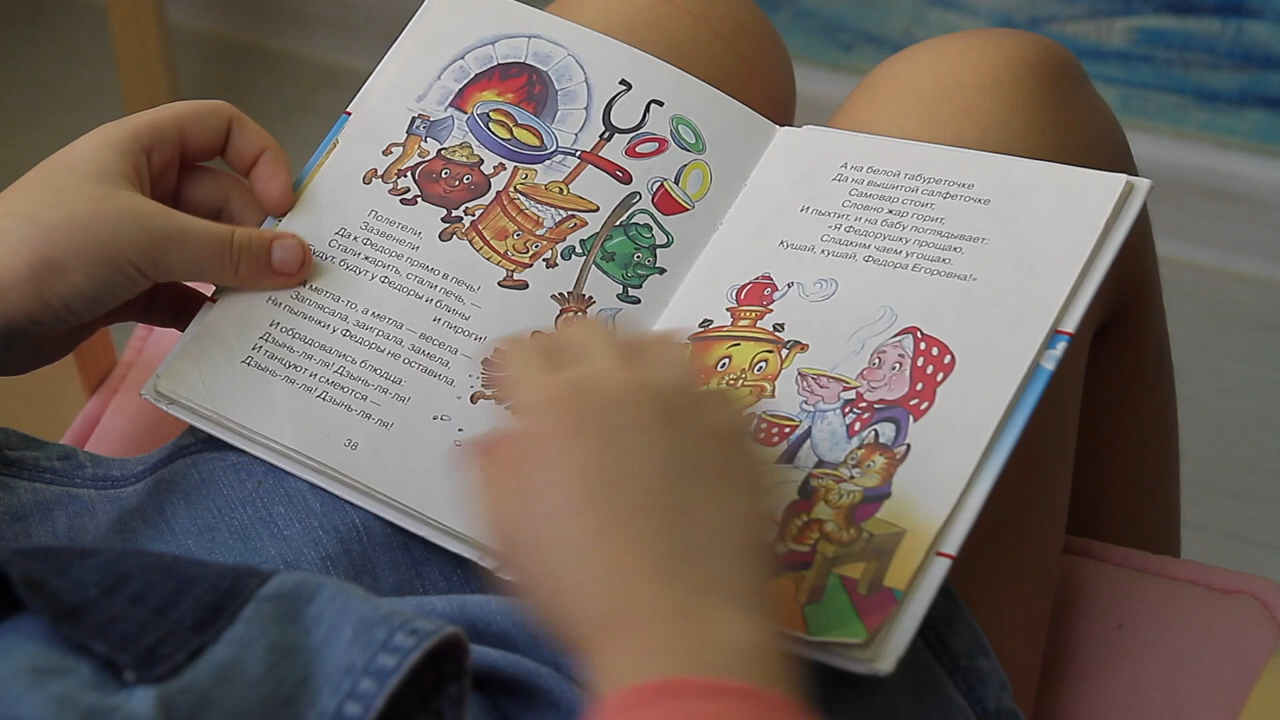 Полетели,
Зазвенели
Да к Федоре прямо в печь!
Стали жарить, стали печь, —
будут, будут у Федоры и блины
и пироги!
А метла-то, а метла — весела —
Заплясала, заиграла, замела,
Ни пылинки у Федоры не оставила.
И обрадовались блюдца:
Дзынь-ля-ля! Дзынь-ля-ля!
И танцуют и смеются —
Дзынь-ля-ля! Дзынь-ля-ля!
38
А на белой табуреточке
Да на вышитой салфеточке
Самовар стоит,
Словно жар горит,
И пыхтит, и на бабу поглядывает:
«Я Федорушку прощаю,
Сладким чаем угощаю.
Кушай, кушай, Федора Егоровна!»